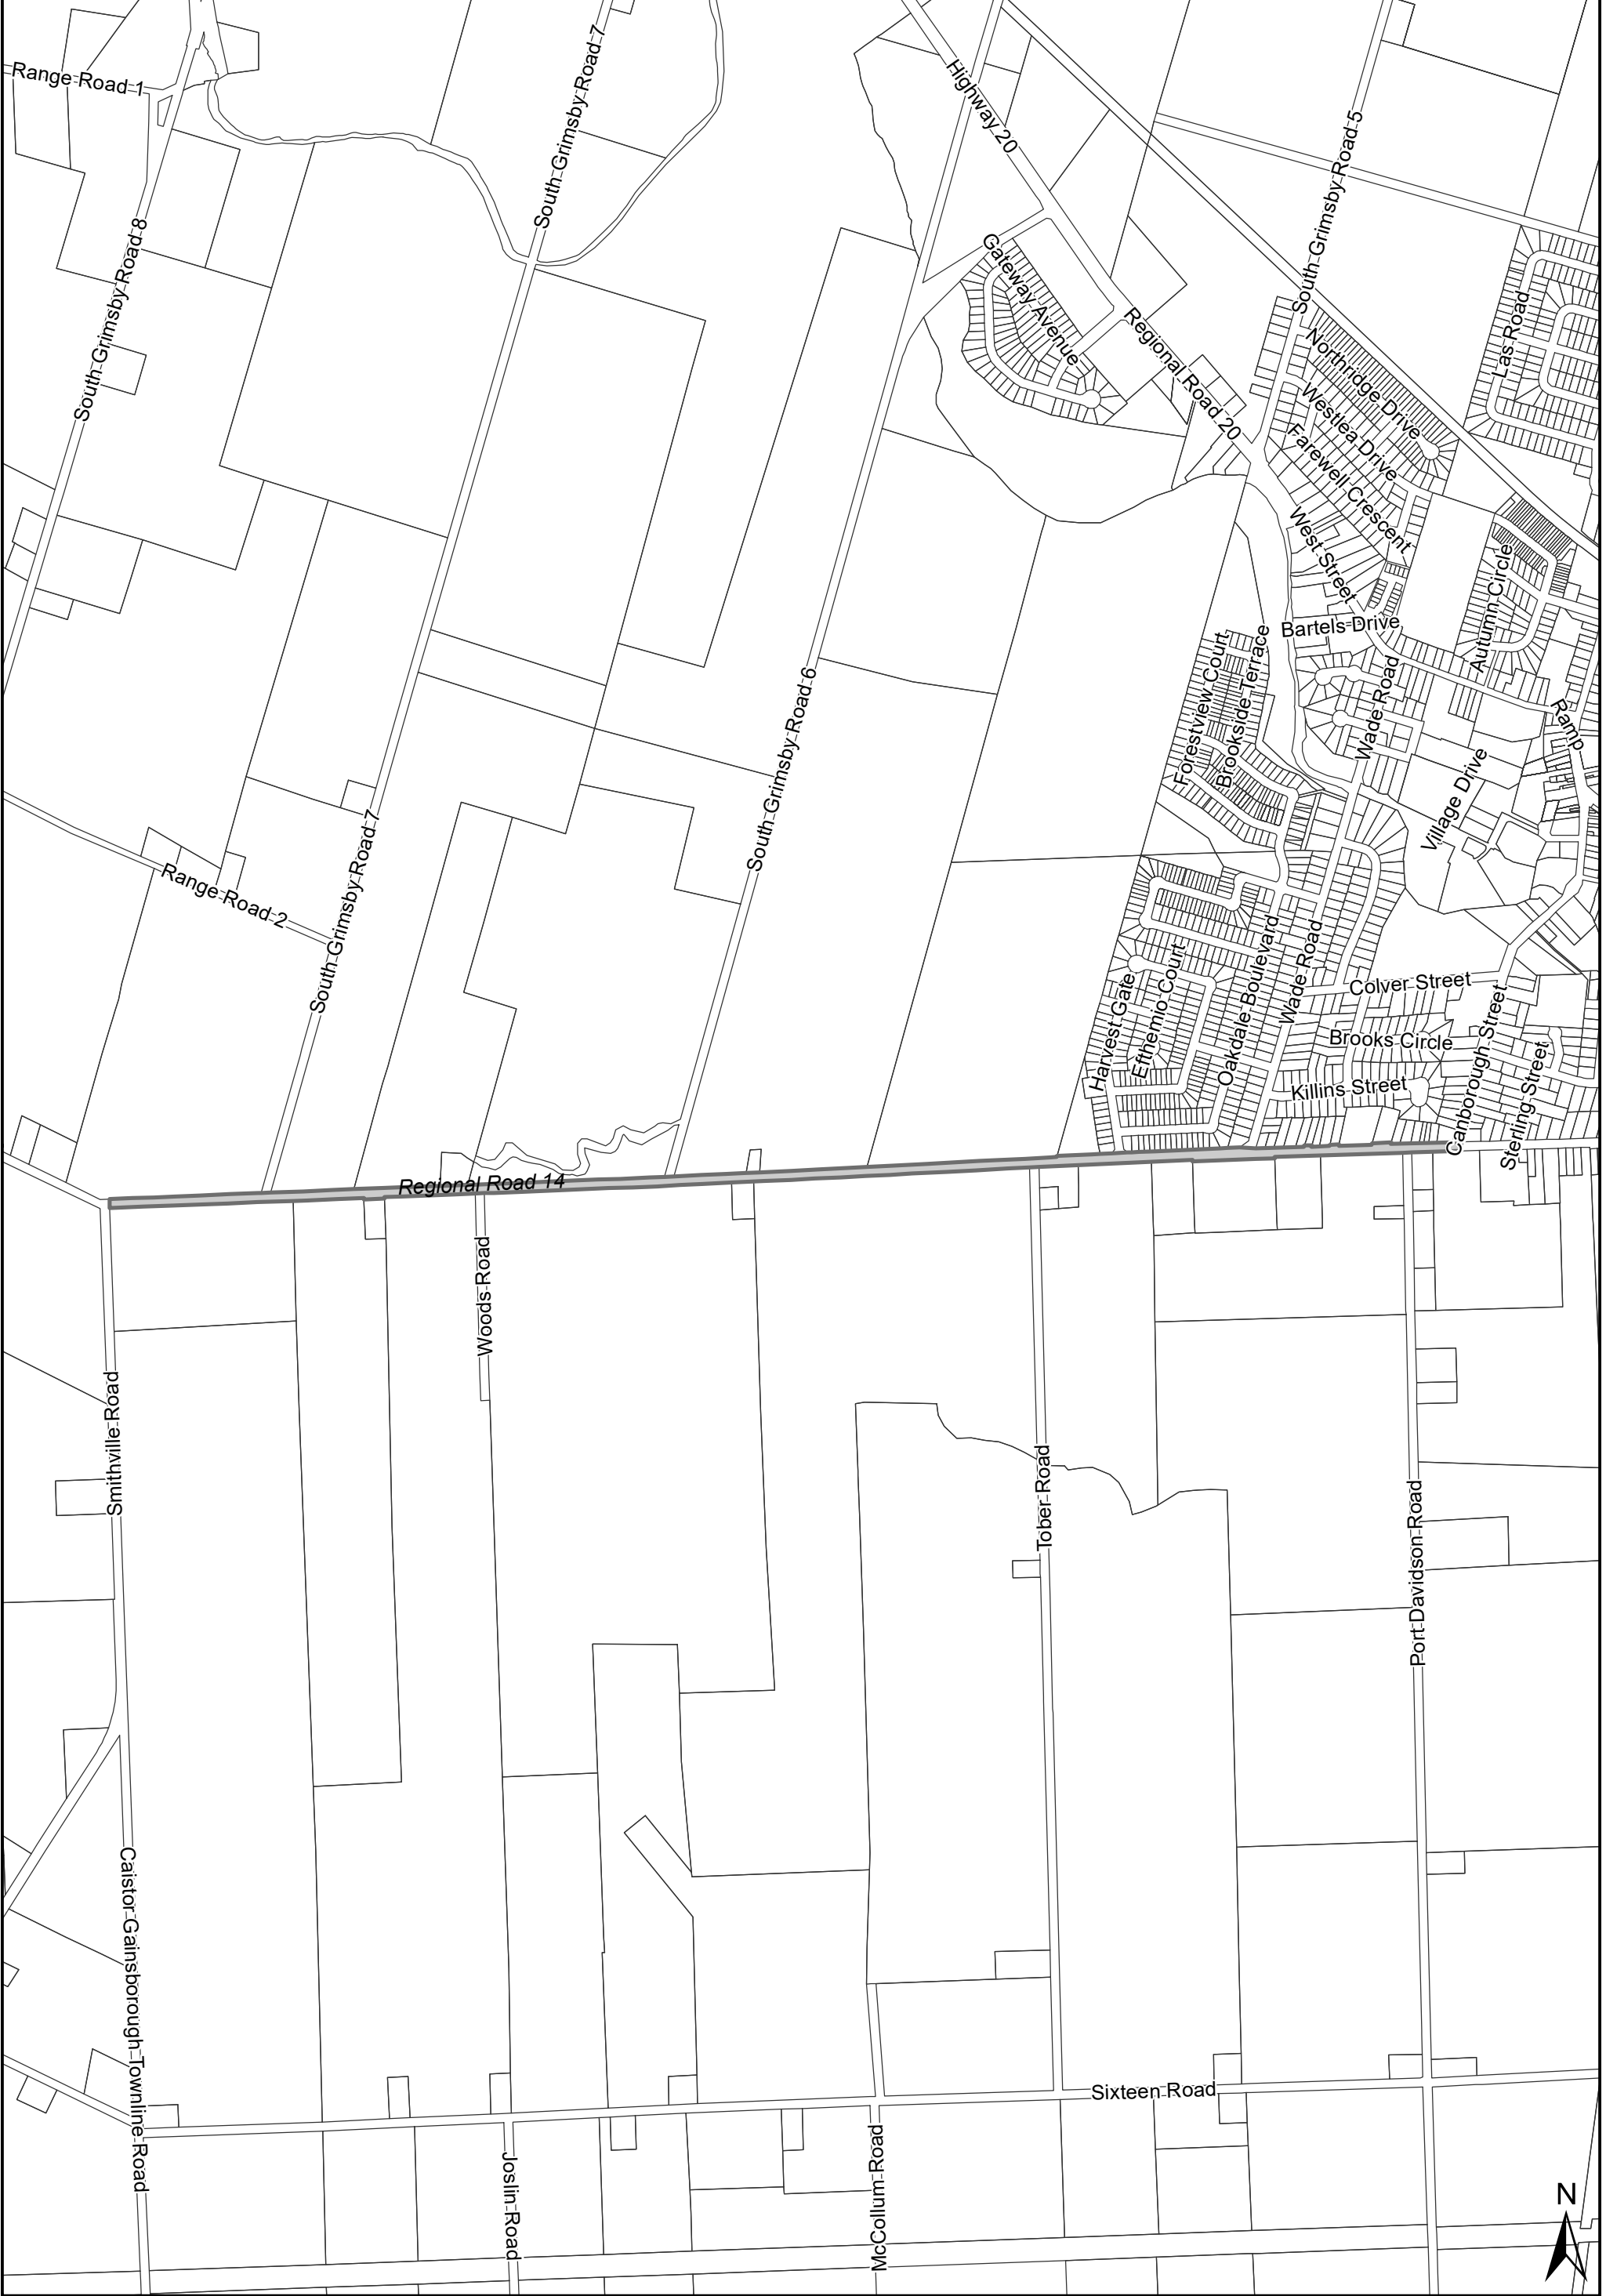 Range Road 1
South Grimsby Road 7
Highway 20
South Grimsby Road 5
South Grimsby Road 8
Gateway Avenue
Regional Road 20
Las Road
Northridge Drive
Westlea Drive
Farewell Crescent
West Street
Autumn Circle
Bartels Drive
Forestview Court
Brookside Terrace
Wade Road
Ramp
South Grimsby Road 6
Village Drive
Range Road 2
South Grimsby Road 7
Harvest Gate
Efthemio Court
Oakdale Boulevard
Wade Road
Colver Street
Brooks Circle
Killins Street
Canborough Street
Sterling Street
Regional Road 14
Woods Road
Smithville Road
Tober Road
Port Davidson Road
Caistor Gainsborough Townline Road
Sixteen Road
Joslin Road
McCollum Road
N